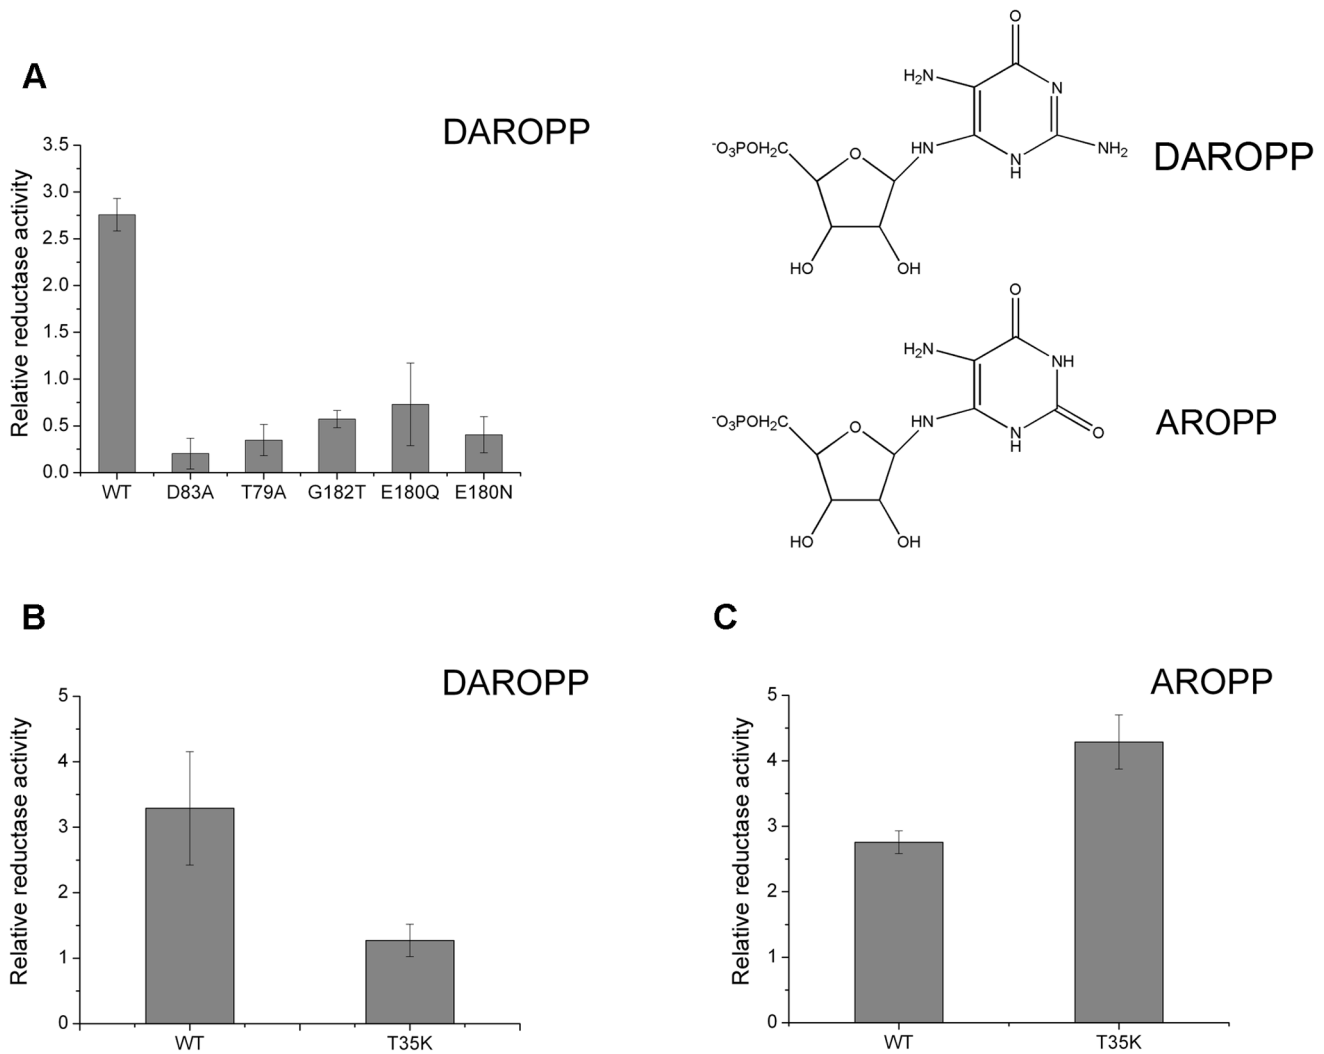 A
DAROPP
Relative reductase activity
3.5
3.0
2.5
2.0
1.5
1.0
0.5
0.0
WT D83A T79A G182T E180Q E180N
O
H₂N
N
⁻O₃POH₂C
O
HN
N
H
NH₂
HO
OH
DAROPP
O
H₂N
NH
⁻O₃POH₂C
O
HN
N
H
O
HO
OH
AROPP
B
DAROPP
Relative reductase activity
5
4
3
2
1
0
WT T35K
C
AROPP
Relative reductase activity
5
4
3
2
1
0
WT T35K